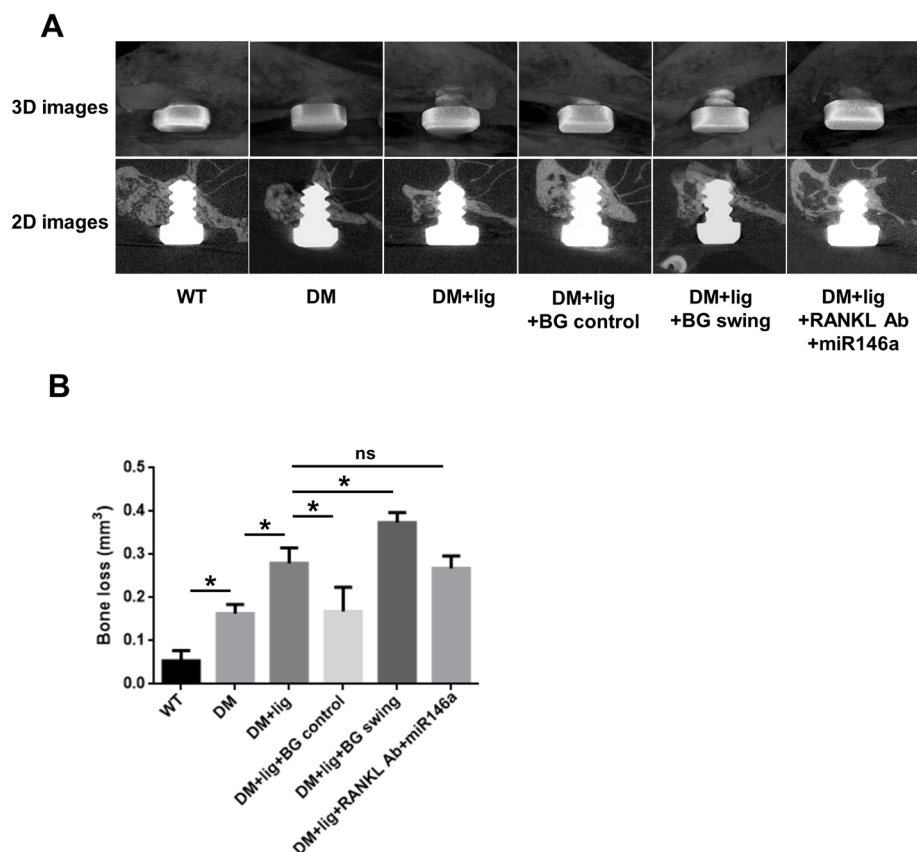 A
3D images
2D images
WT
DM
DM+lig
DM+lig
+BG control
DM+lig
+BG swing
DM+lig
+RANKL Ab
+miR146a
B
Bone loss (mm³)
0.5
0.4
0.3
0.2
0.1
0.0
*
*
*
*
ns
WT
DM
DM+lig
DM+lig+BG control
DM+lig+BG swing
DM+lig+RANKL Ab+miR146a